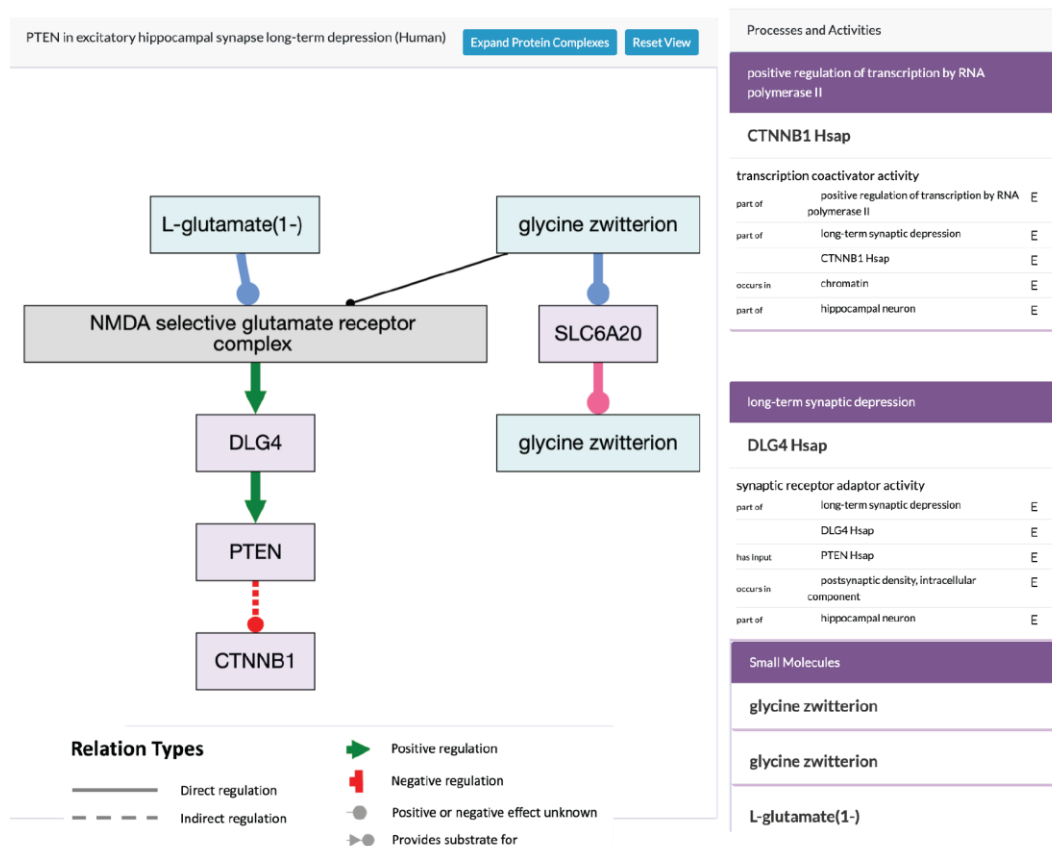 PTEN in excitatory hippocampal synapse long-term depression (Human)
Expand Protein Complexes
Reset View
L-glutamate(1-)
glycine zwitterion
NMDA selective glutamate receptor
complex
SLC6A20
DLG4
glycine zwitterion
PTEN
CTNNB1
Relation Types
Direct regulation
Indirect regulation
Positive regulation
Negative regulation
Positive or negative effect unknown
Provides substrate for
Processes and Activities
positive regulation of transcription by RNA
polymerase II
CTNNB1 Hsap
transcription coactivator activity
part of positive regulation of transcription by RNA E
polymerase II
part of long-term synaptic depression E
CTNNB1 Hsap E
occurs in chromatin E
part of hippocampal neuron E
long-term synaptic depression
DLG4 Hsap
synaptic receptor adaptor activity
part of long-term synaptic depression E
DLG4 Hsap E
has input PTEN Hsap E
occurs in postsynaptic density, intracellular E
component
part of hippocampal neuron E
Small Molecules
glycine zwitterion
glycine zwitterion
L-glutamate(1-)